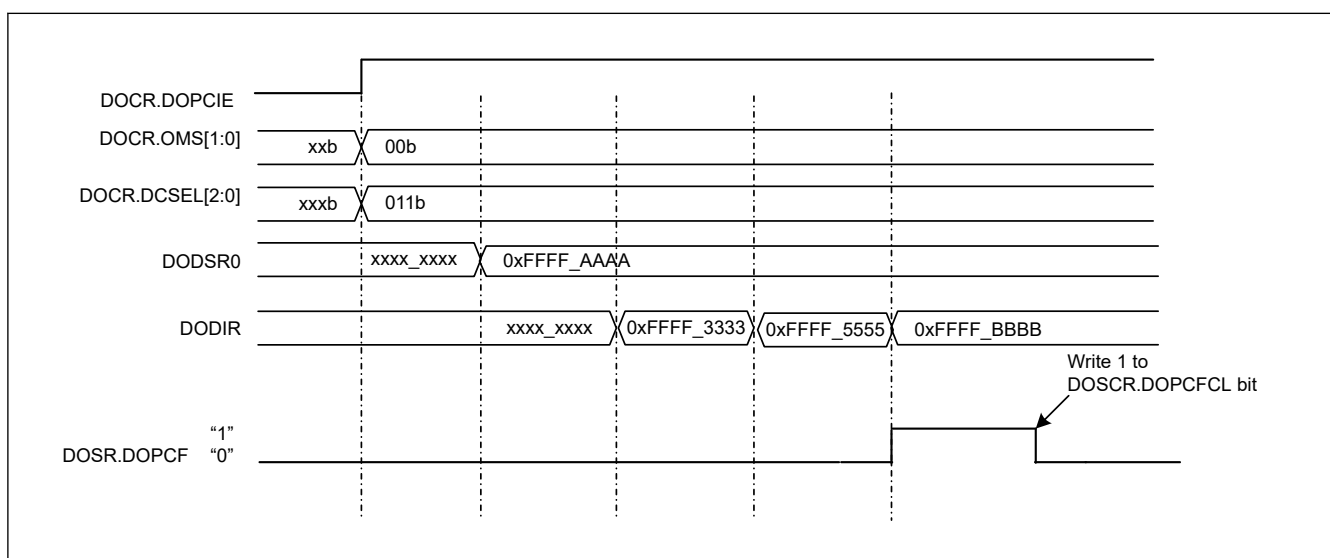 DOCR.DOPCIE
DOCR.OMS[1:0] xxb 00b
DOCR.DCSEL[2:0] xxxb 011b
DODSR0 xxxx_xxxx 0xFFFF_AAAA
DODIR xxxx_xxxx 0xFFFF_3333 0xFFFF_5555 0xFFFF_BBBB
Write 1 to
DOSCR.DOPCFCL bit
“1”
DOSR.DOPCF “0”